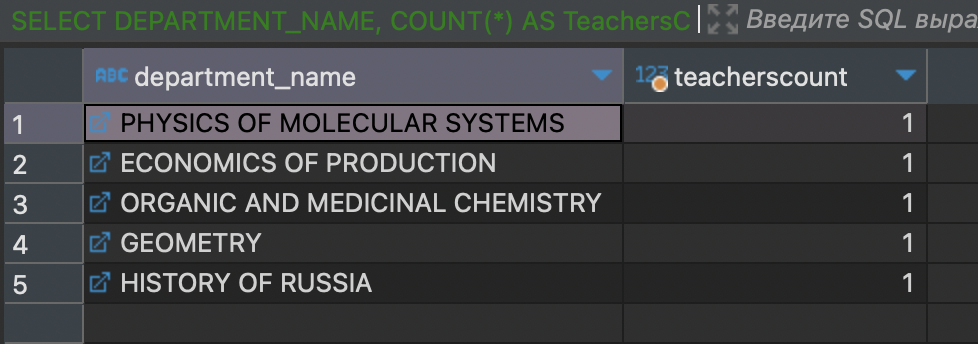 SELECT DEPARTMENT_NAME, COUNT(*) AS TeachersC Введите SQL выра
ABC department_name 123 teacherscount
1 PHYSICS OF MOLECULAR SYSTEMS 1
2 ECONOMICS OF PRODUCTION 1
3 ORGANIC AND MEDICINAL CHEMISTRY 1
4 GEOMETRY 1
5 HISTORY OF RUSSIA 1